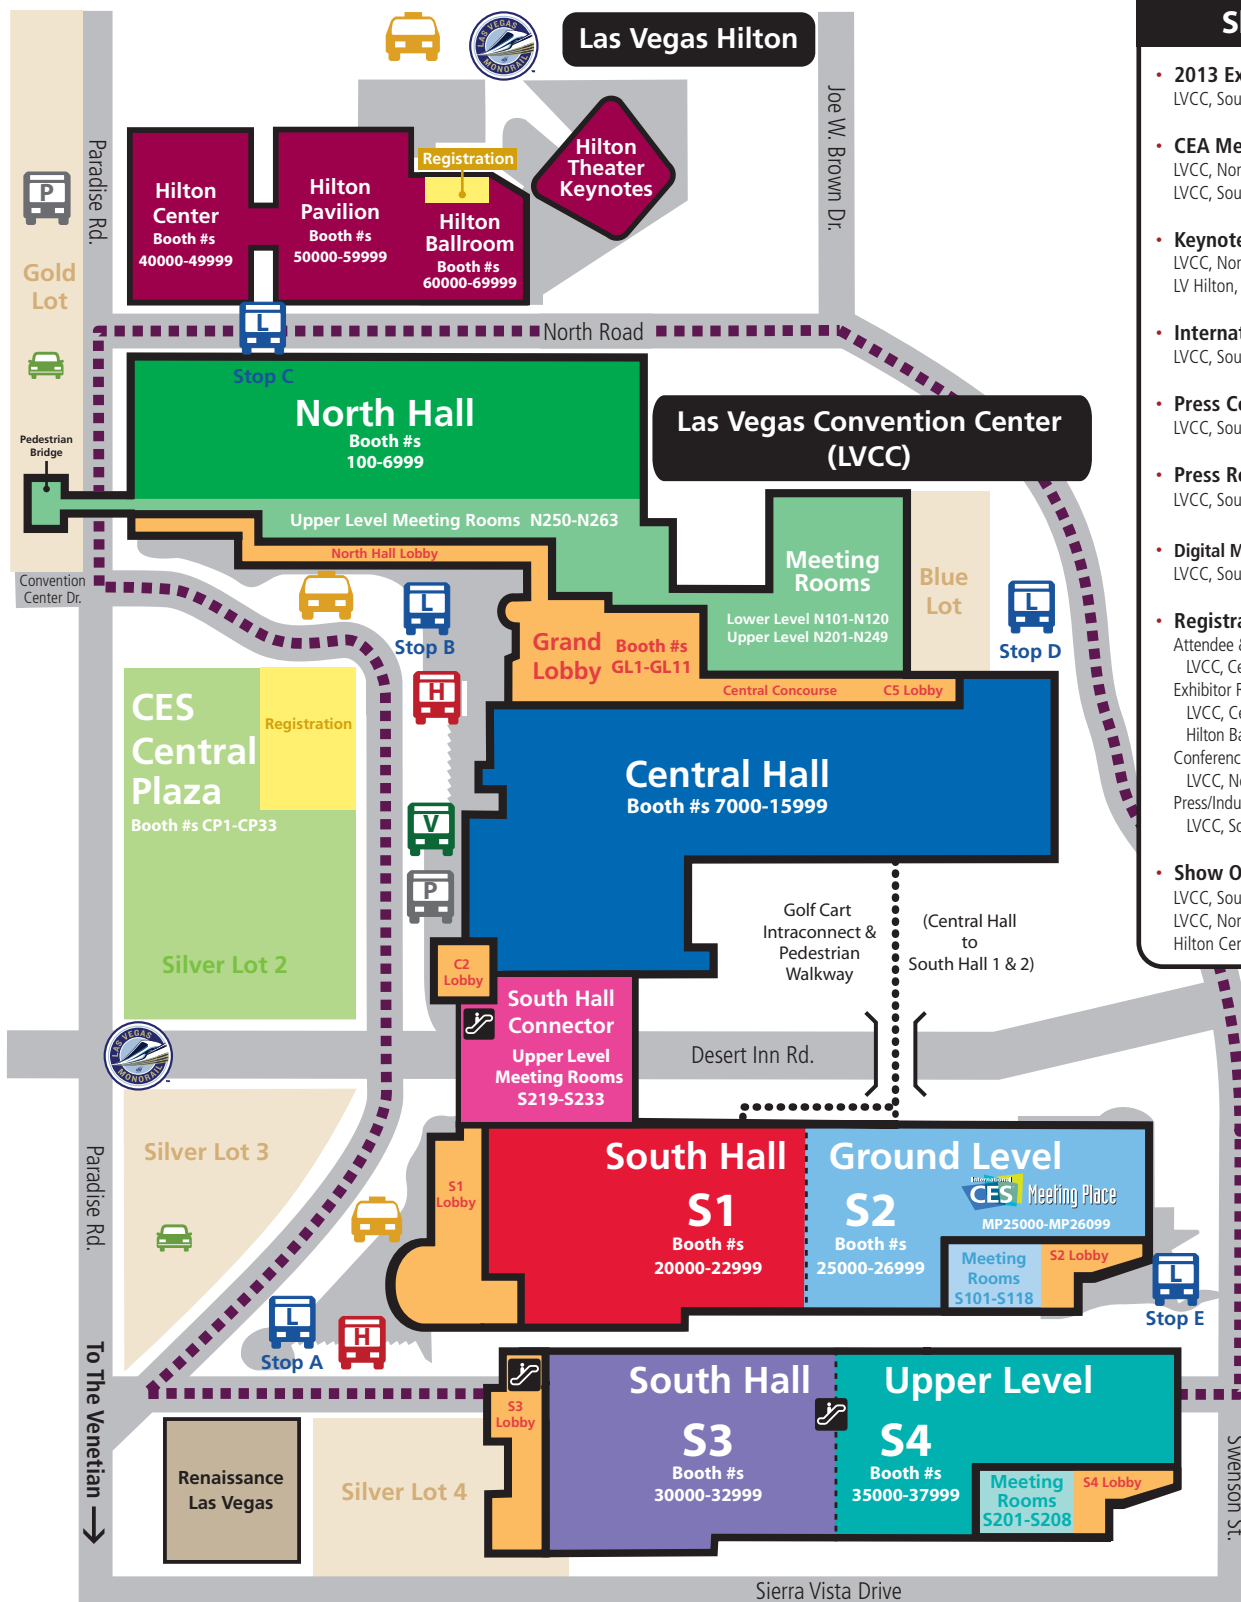 Las Vegas Hilton
LAS VEGAS
MONORAIL
Joe W. Brown Dr.
Paradise Rd.
P
Gold
Lot
Hilton
Center
Booth #s
40000-49999
Hilton
Pavilion
Booth #s
50000-59999
Registration
Hilton
Ballroom
Booth #s
60000-69999
Hilton
Theater
Keynotes
L
Stop C
North Road
North Hall
Booth #s
100-6999
Upper Level Meeting Rooms N250-N263
North Hall Lobby
Pedestrian
Bridge
Las Vegas Convention Center
(LVCC)
Convention
Center Dr.
L
Stop B
H
Meeting
Rooms
Lower Level N101-N120
Upper Level N201-N249
Blue
Lot
L
Stop D
Grand
Lobby
Booth #s
GL1-GL11
Central Concourse
C5 Lobby
CES
Central
Plaza
Booth #s CP1-CP33
Registration
Silver Lot 2
Central Hall
Booth #s 7000-15999
V
P
C2
Lobby
Golf Cart
Intraconnect &
Pedestrian
Walkway
(Central Hall
to
South Hall 1 & 2)
South Hall
Connector
Upper Level
Meeting Rooms
S219-S233
Desert Inn Rd.
LAS VEGAS
MONORAIL
Silver Lot 3
Paradise Rd.
S1
Lobby
South Hall
S1
Booth #s
20000-22999
Ground Level
S2
Booth #s
25000-26999
International
CES Meeting Place
MP25000-MP26099
Meeting
Rooms
S101-S118
S2 Lobby
L
Stop E
L
Stop A
H
To The Venetian
S3
Lobby
South Hall
S3
Booth #s
30000-32999
Upper Level
S4
Booth #s
35000-37999
Meeting
Rooms
S201-S208
S4 Lobby
Renaissance
Las Vegas
Silver Lot 4
Swenson St.
Sierra Vista Drive
• 2013 Ex
LVCC, Sou
• CEA Me
LVCC, Nor
LVCC, Sou
• Keynote
LVCC, Nor
LV Hilton,
• Internat
LVCC, Sou
• Press Co
LVCC, Sou
• Press Ro
LVCC, Sou
• Digital M
LVCC, Sou
• Registra
Attendee &
LVCC, Ce
Exhibitor R
LVCC, Ce
Hilton Ba
Conferenc
LVCC, No
Press/Indu
LVCC, So
• Show O
LVCC, Sou
LVCC, Nor
Hilton Cen